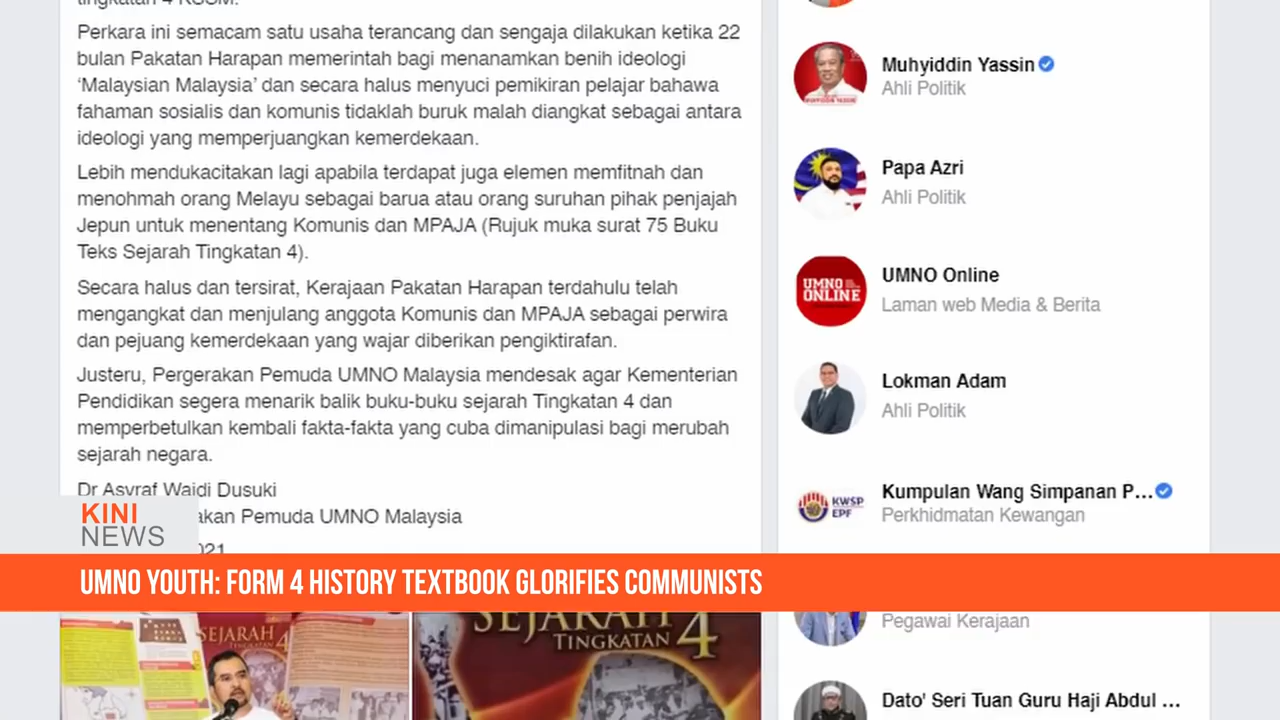 tingkatan 4 KSSM.
Perkara ini semacam satu usaha terancang dan sengaja dilakukan ketika 22
bulan Pakatan Harapan memerintah bagi menanamkan benih ideologi
‘Malaysian Malaysia’ dan secara halus menyuci pemikiran pelajar bahawa
fahaman sosialis dan komunis tidaklah buruk malah diangkat sebagai antara
ideologi yang memperjuangkan kemerdekaan.
Lebih mendukacitakan lagi apabila terdapat juga elemen memfitnah dan
menohmah orang Melayu sebagai barua atau orang suruhan pihak penjajah
Jepun untuk menentang Komunis dan MPAJA (Rujuk muka surat 75 Buku
Teks Sejarah Tingkatan 4).
Secara halus dan tersirat, Kerajaan Pakatan Harapan terdahulu telah
mengangkat dan menjulang anggota Komunis dan MPAJA sebagai perwira
dan pejuang kemerdekaan yang wajar diberikan pengiktirafan.
Justeru, Pergerakan Pemuda UMNO Malaysia mendesak agar Kementerian
Pendidikan segera menarik balik buku-buku sejarah Tingkatan 4 dan
memperbetulkan kembali fakta-fakta yang cuba dimanipulasi bagi merubah
sejarah negara.
Dr Asyraf Wajdi Dusuki
akan Pemuda UMNO Malaysia
021
KINI
NEWS
UMNO YOUTH: FORM 4 HISTORY TEXTBOOK GLORIFIES COMMUNISTS
SEJARAH
4
SEJARAH
TINGKATAN 4
Muhyiddin Yassin
Ahli Politik
Papa Azri
Ahli Politik
UMNO
ONLINE
UMNO Online
Laman web Media & Berita
Lokman Adam
Ahli Politik
KWSP
EPF
Kumpulan Wang Simpanan P...
Perkhidmatan Kewangan
Pegawai Kerajaan
Dato' Seri Tuan Guru Haji Abdul ...